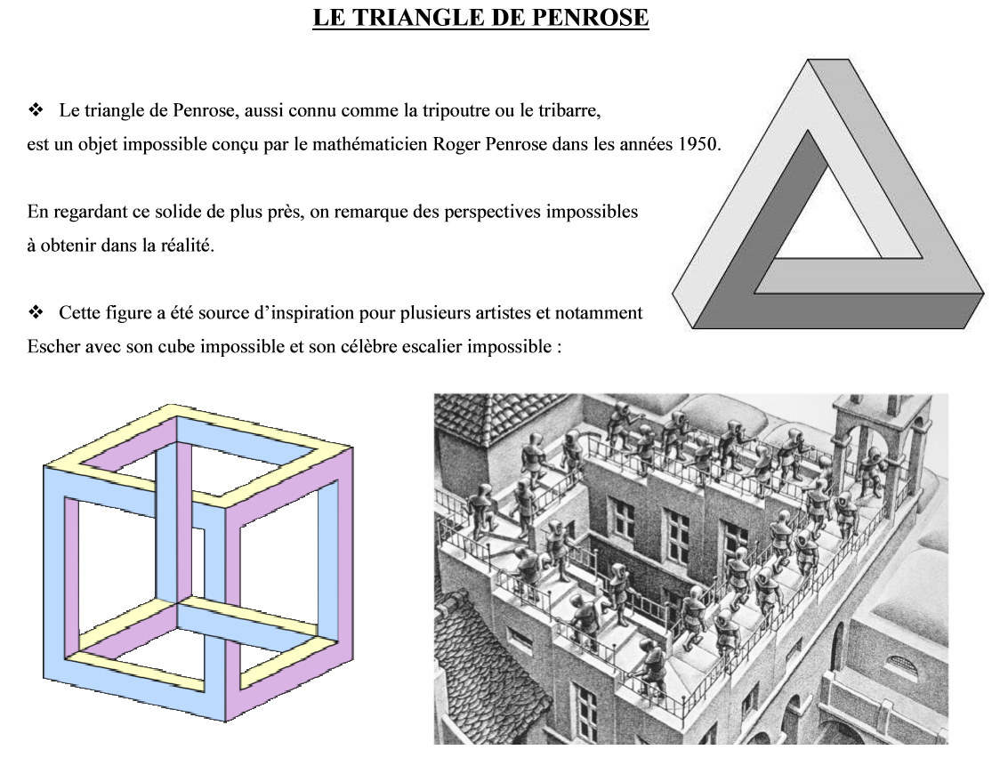 LE TRIANGLE DE PENROSE
❖ Le triangle de Penrose, aussi connu comme la tripoutre ou le tribarre,
est un objet impossible conçu par le mathématicien Roger Penrose dans les années 1950.
En regardant ce solide de plus près, on remarque des perspectives impossibles
à obtenir dans la réalité.
❖ Cette figure a été source d’inspiration pour plusieurs artistes et notamment
Escher avec son cube impossible et son célèbre escalier impossible :